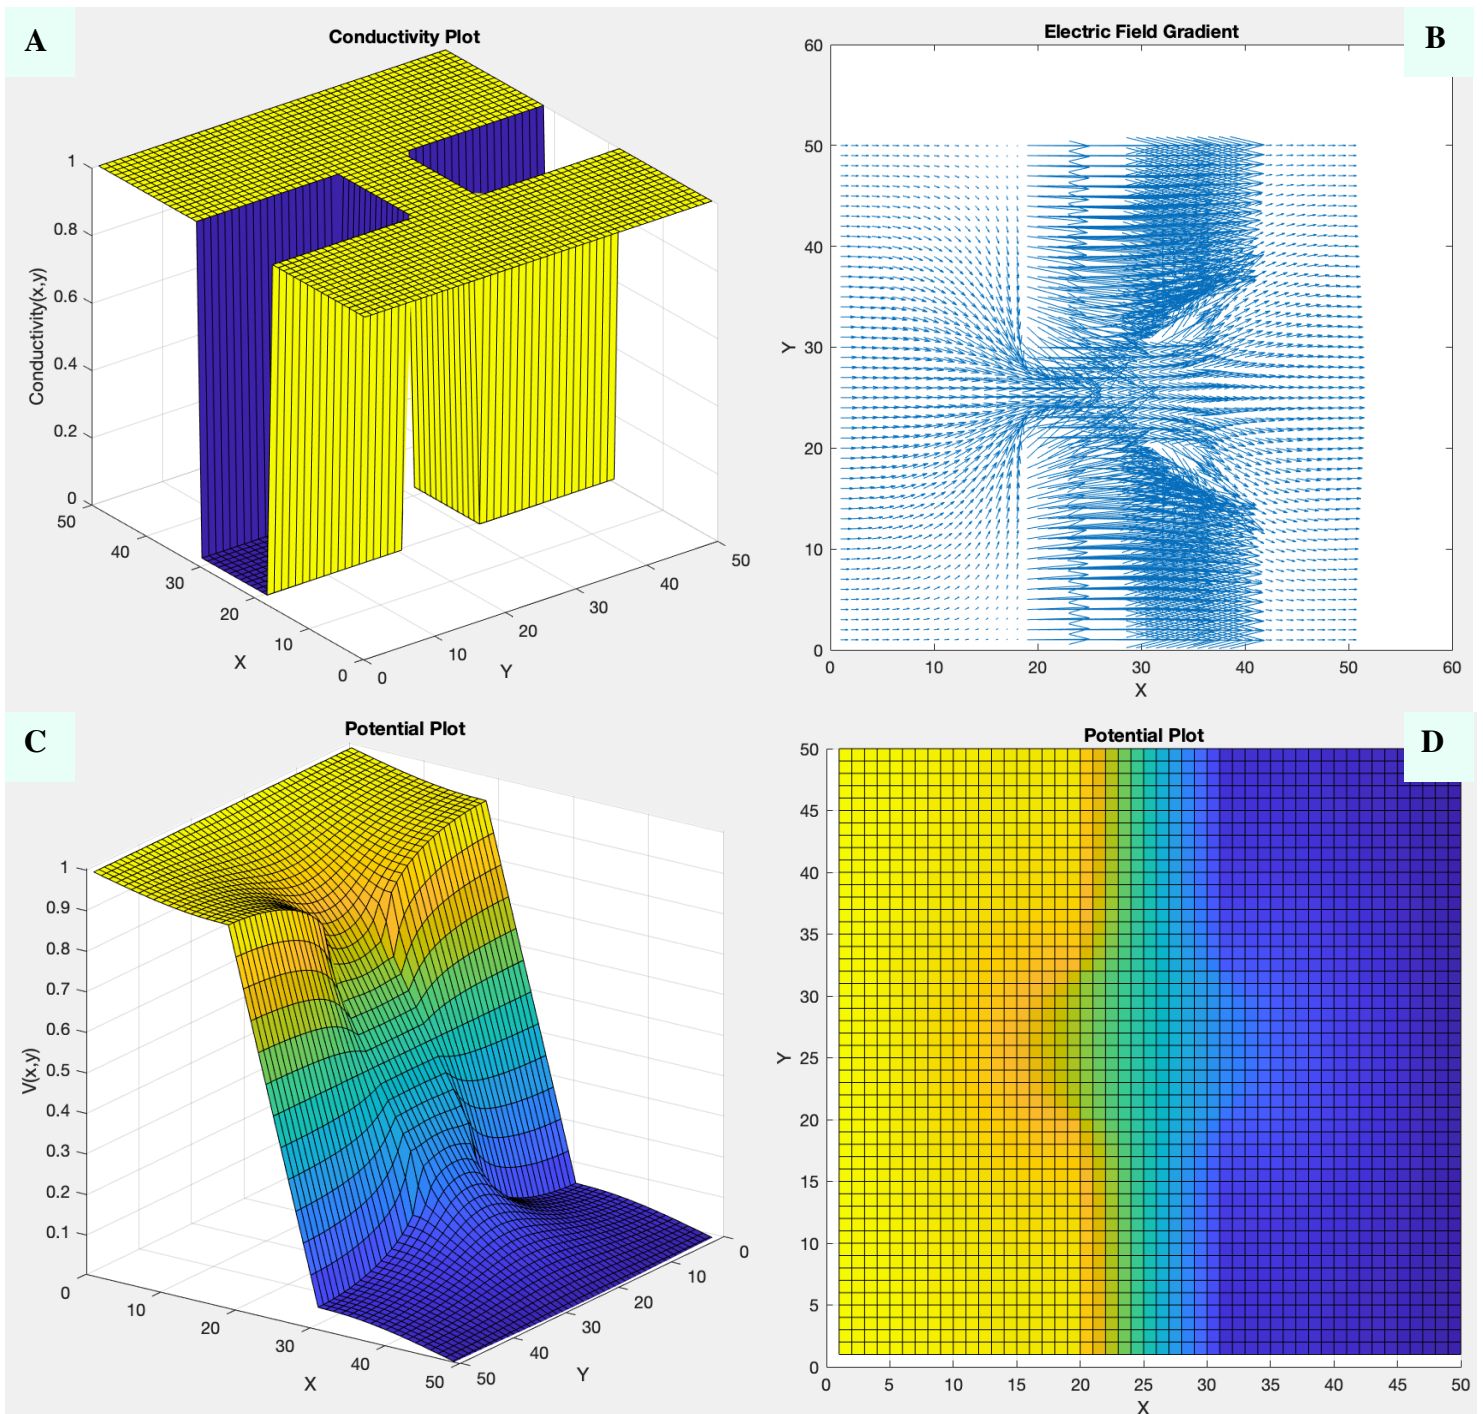 A
Conductivity Plot
1
0.8
0.6
0.4
0.2
0
Conductivity(x,y)
50
40
30
20
10
0
X
0
10
20
30
40
50
Y
B
Electric Field Gradient
60
50
40
30
20
10
0
Y
0 10 20 30 40 50 60
X
C
Potential Plot
1
0.9
0.8
0.7
0.6
0.5
0.4
0.3
0.2
0.1
0
V(x,y)
10
20
30
40
50
X
50
40
30
20
10
0
Y
D
Potential Plot
50
45
40
35
30
25
20
15
10
5
0
Y
0 5 10 15 20 25 30 35 40 45 50
X